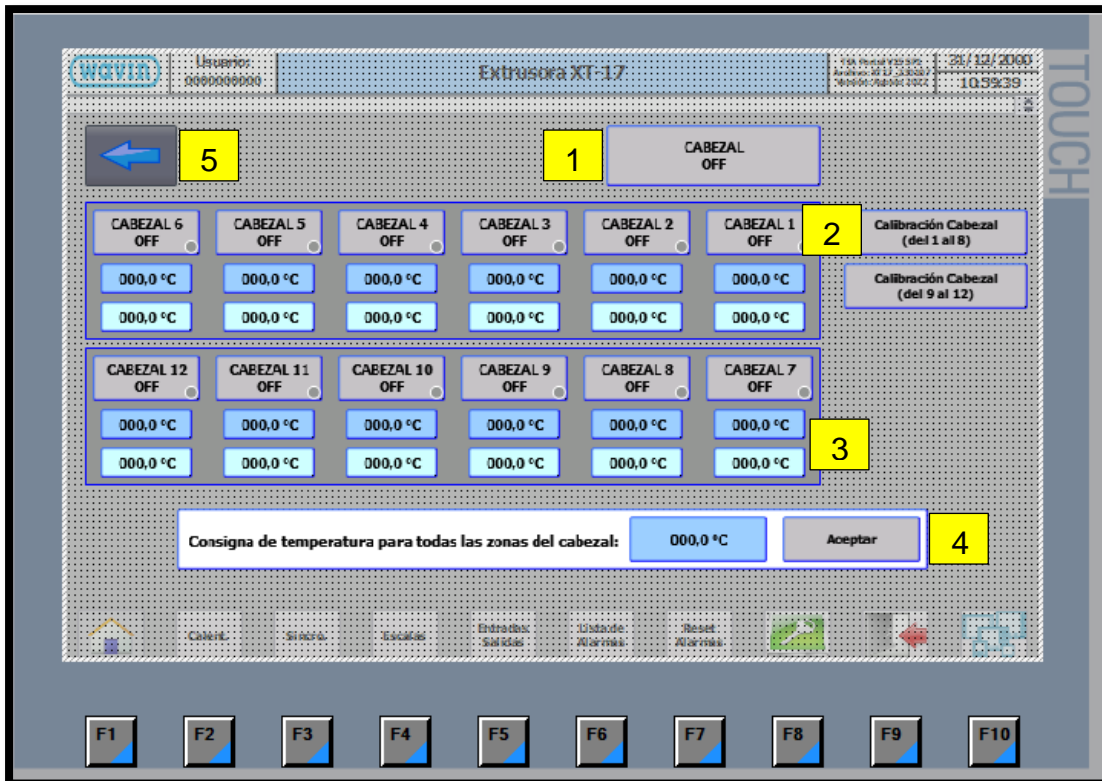 wavin
Usuario:
0000000000
Extrusora XT-17
31/12/2000
10:59:39
TOUCH
5
1
CABEZAL
OFF
CABEZAL 6
OFF
CABEZAL 5
OFF
CABEZAL 4
OFF
CABEZAL 3
OFF
CABEZAL 2
OFF
CABEZAL 1
OFF
2
Calibración Cabezal
(del 1 al 8)
000,0 °C 000,0 °C 000,0 °C 000,0 °C 000,0 °C 000,0 °C
Calibración Cabezal
(del 9 al 12)
000,0 °C 000,0 °C 000,0 °C 000,0 °C 000,0 °C 000,0 °C
CABEZAL 12
OFF
CABEZAL 11
OFF
CABEZAL 10
OFF
CABEZAL 9
OFF
CABEZAL 8
OFF
CABEZAL 7
OFF
000,0 °C 000,0 °C 000,0 °C 000,0 °C 000,0 °C 000,0 °C
3
000,0 °C 000,0 °C 000,0 °C 000,0 °C 000,0 °C 000,0 °C
Consigna de temperatura para todas las zonas del cabezal: 000,0 °C Aceptar
4
Calent.
Sincro.
Escalas
Entradas
Salidas
Lista de
Alarmas
Reset
Alarmas
F1 F2 F3 F4 F5 F6 F7 F8 F9 F10